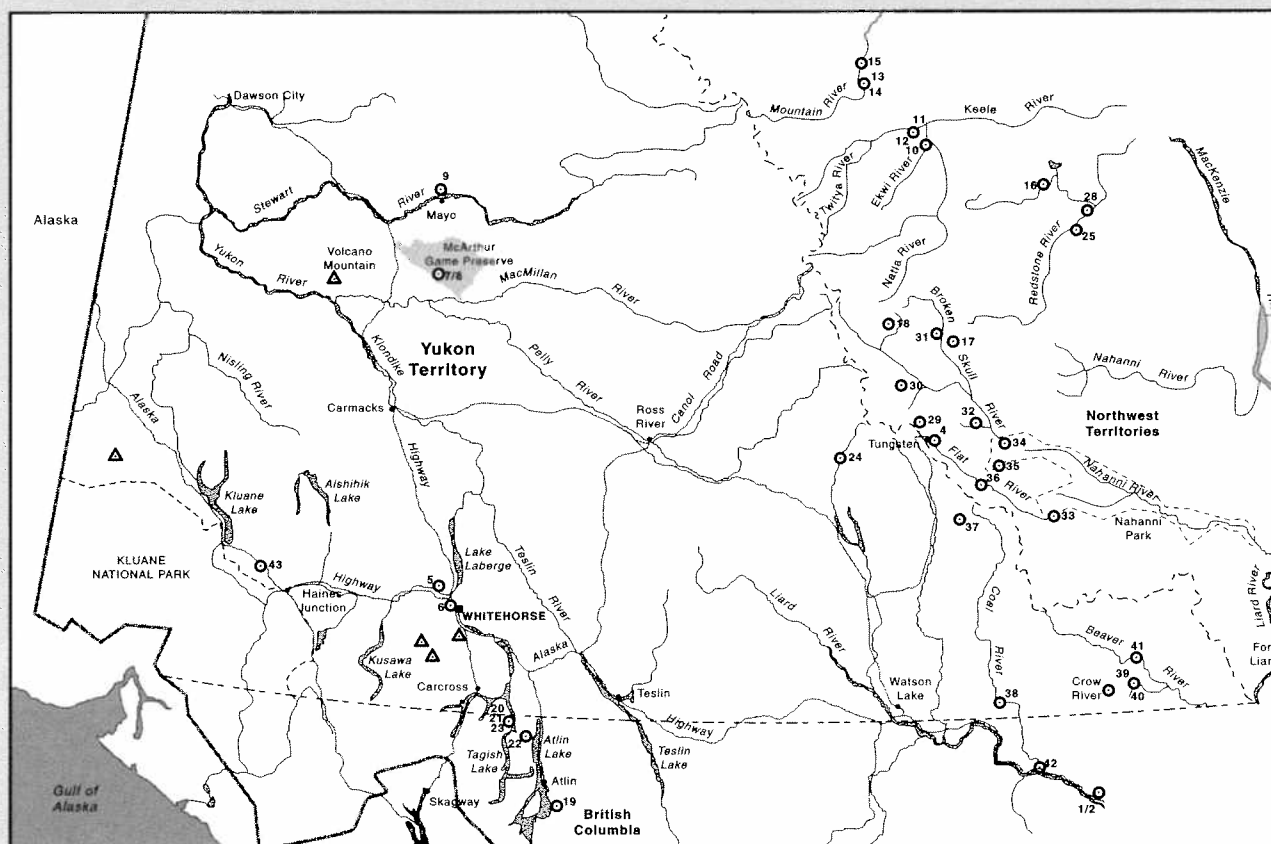 15
13
14
Mountain River
Dawson City
11
12
10
Keele River
Twitya River
Ekwi River
MacKenzie
9
Stewart River
Mayo
16
28
25
Redstone River
Alaska
Yukon River
Volcano
Mountain
McArthur
Game Preserve
7/8
MacMillan River
Natla River
Broken Skull River
18
31
17
Nahanni River
Klondike Highway
Yukon
Territory
Pelly River
Canol Road
Nisling River
Alaska Highway
Carmacks
Ross
River
30
29
4
Tungsten
32
34
Northwest
Territories
24
Flat River
35
36
Nahanni River
37
33
Nahanni
Park
Kluane
Lake
Aishihik
Lake
KLUANE
NATIONAL PARK
43
Haines
Junction
5
6
Lake
Laberge
WHITEHORSE
Teslin River
Liard River
Coal River
Liard River
Kusawa
Lake
Alaska Highway
Carcross
Teslin
Watson
Lake
38
Beaver River
41
39
40
Crow
River
For
Liar
20
21
23
22
Atlin
Lake
Tagish
Lake
Teslin
Lake
42
1/2
Gulf of
Alaska
Skagway
Atlin
19
British
Columbia